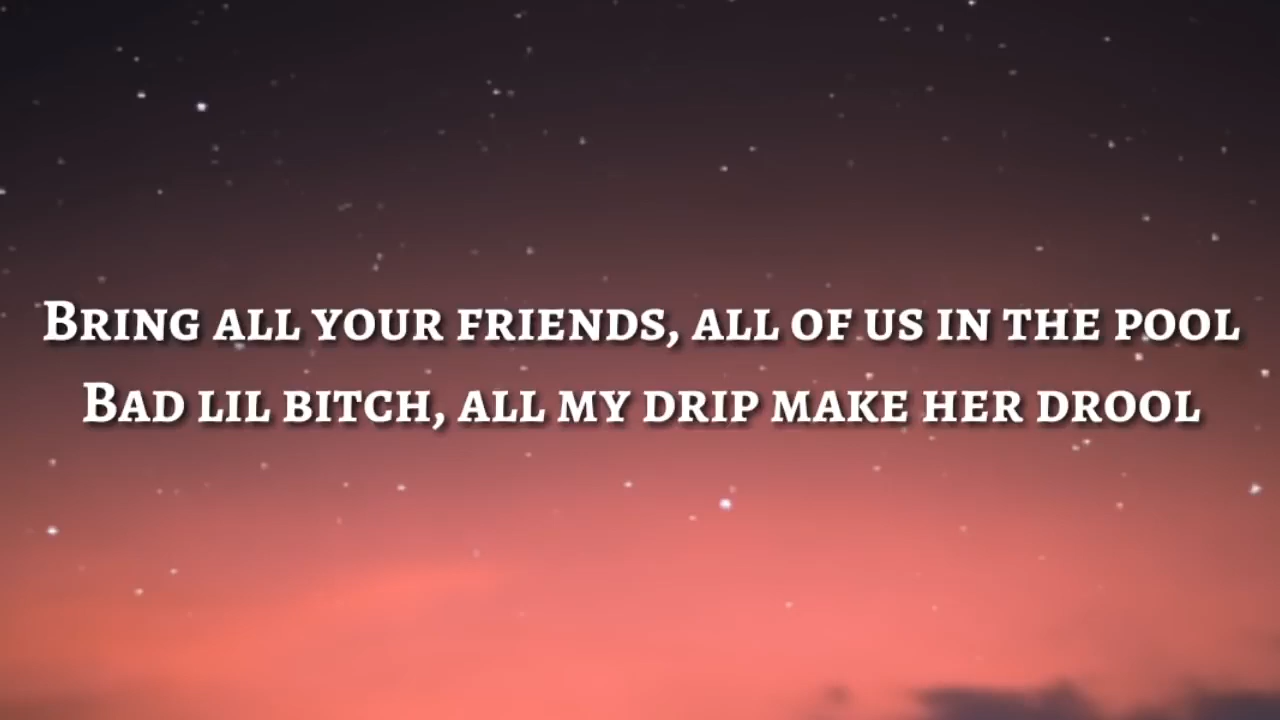 Bring all your friends, all of us in the pool
Bad lil bitch, all my drip make her drool